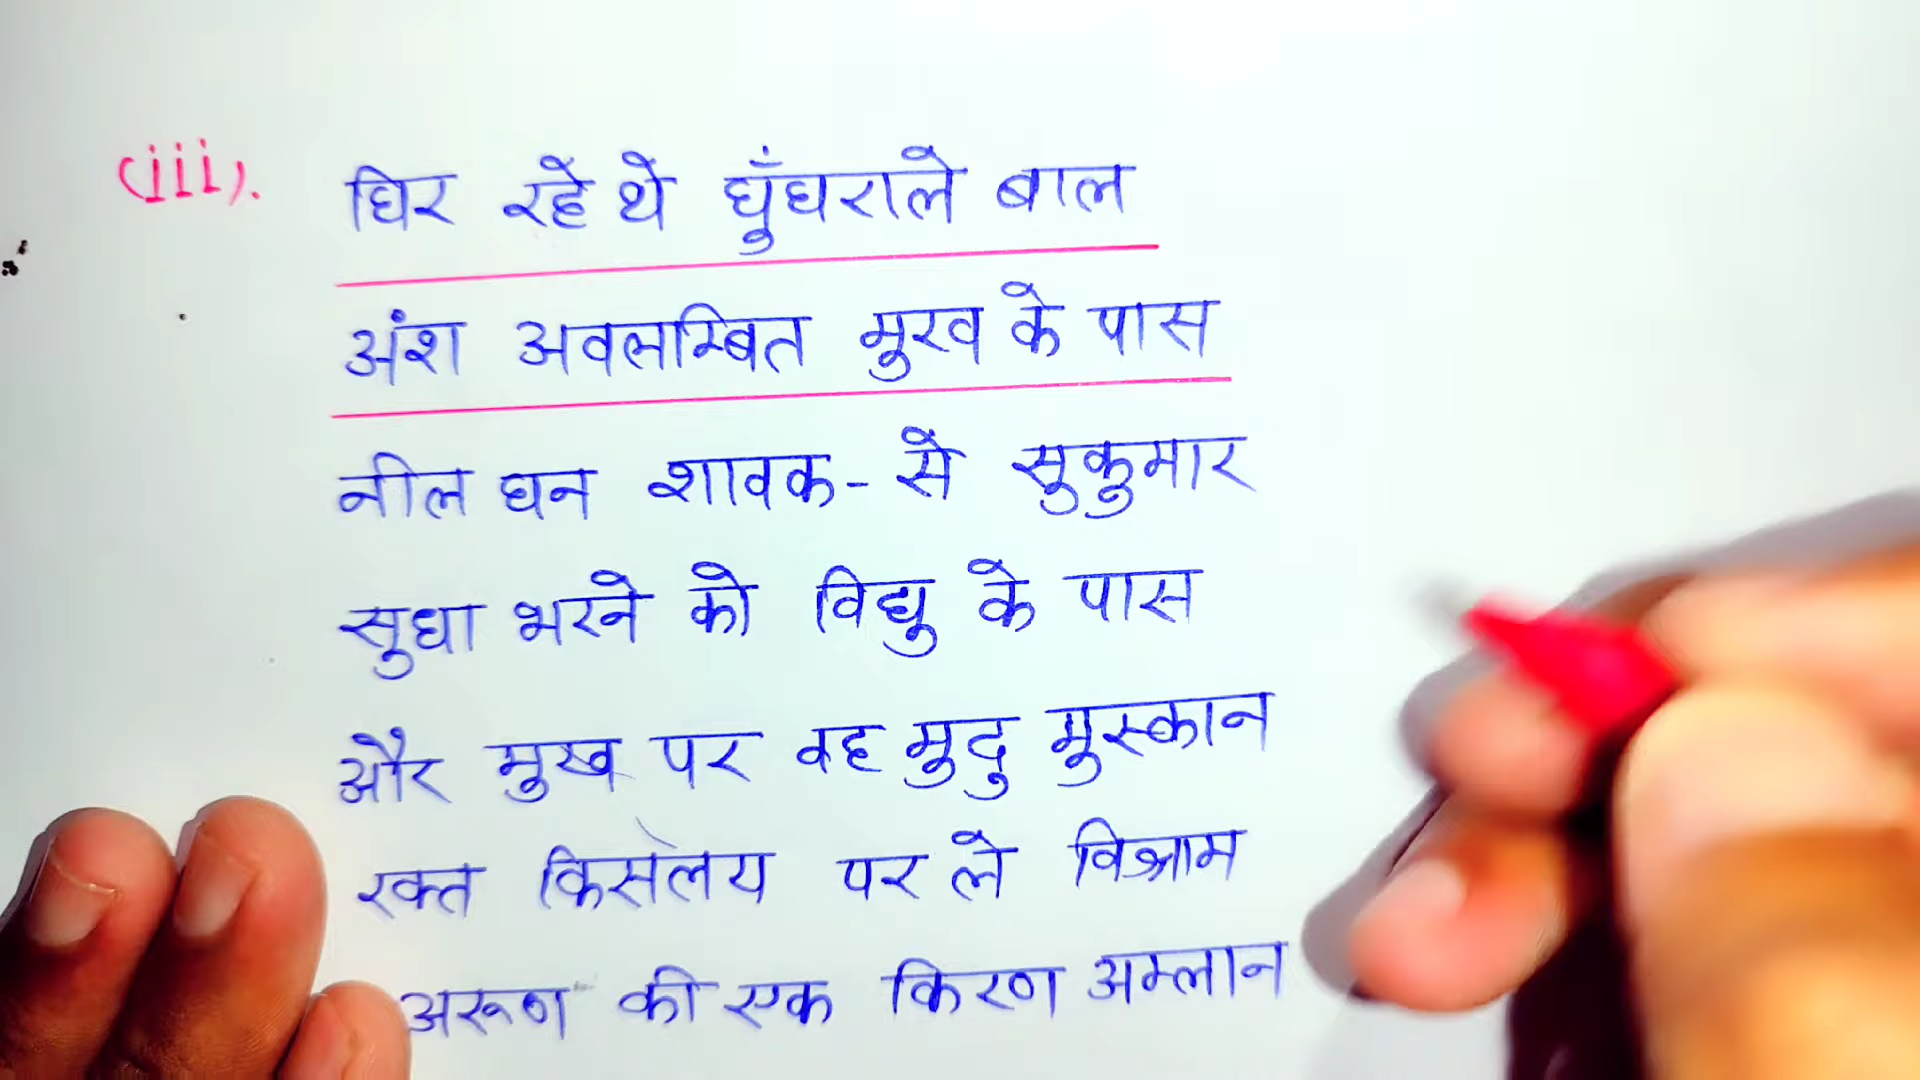 (iii). घिर रहे थे घुँघराले बाल
अंश अवलम्बित मुख के पास
नील घन शावक - से सुकुमार
सुधा भरने को विद्यु के पास
और मुख पर वह मुदु मुस्कान
रक्त किसलय पर ले विश्राम
अरूण की एक किरण अम्लान